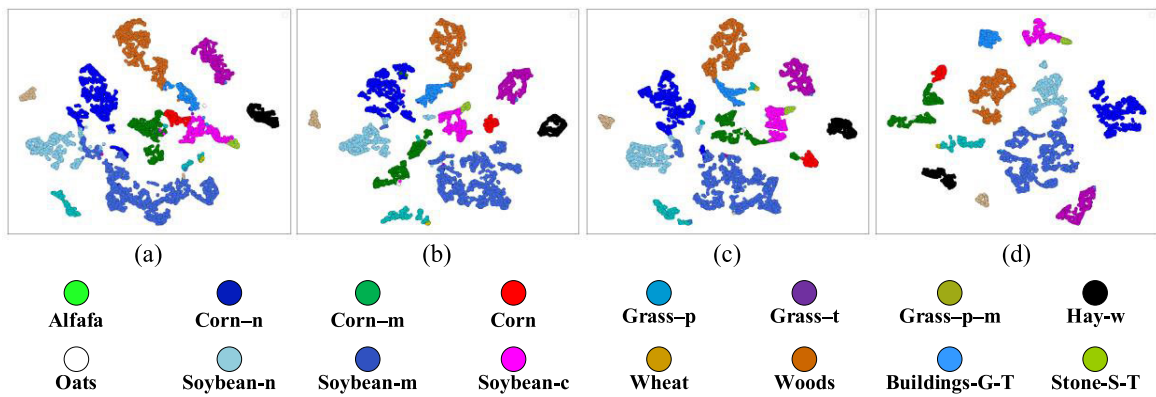 (a) (b) (c) (d)
Alfafa Corn–n Corn–m Corn Grass–p Grass–t Grass–p–m Hay-w
Oats Soybean-n Soybean-m Soybean-c Wheat Woods Buildings-G-T Stone-S-T